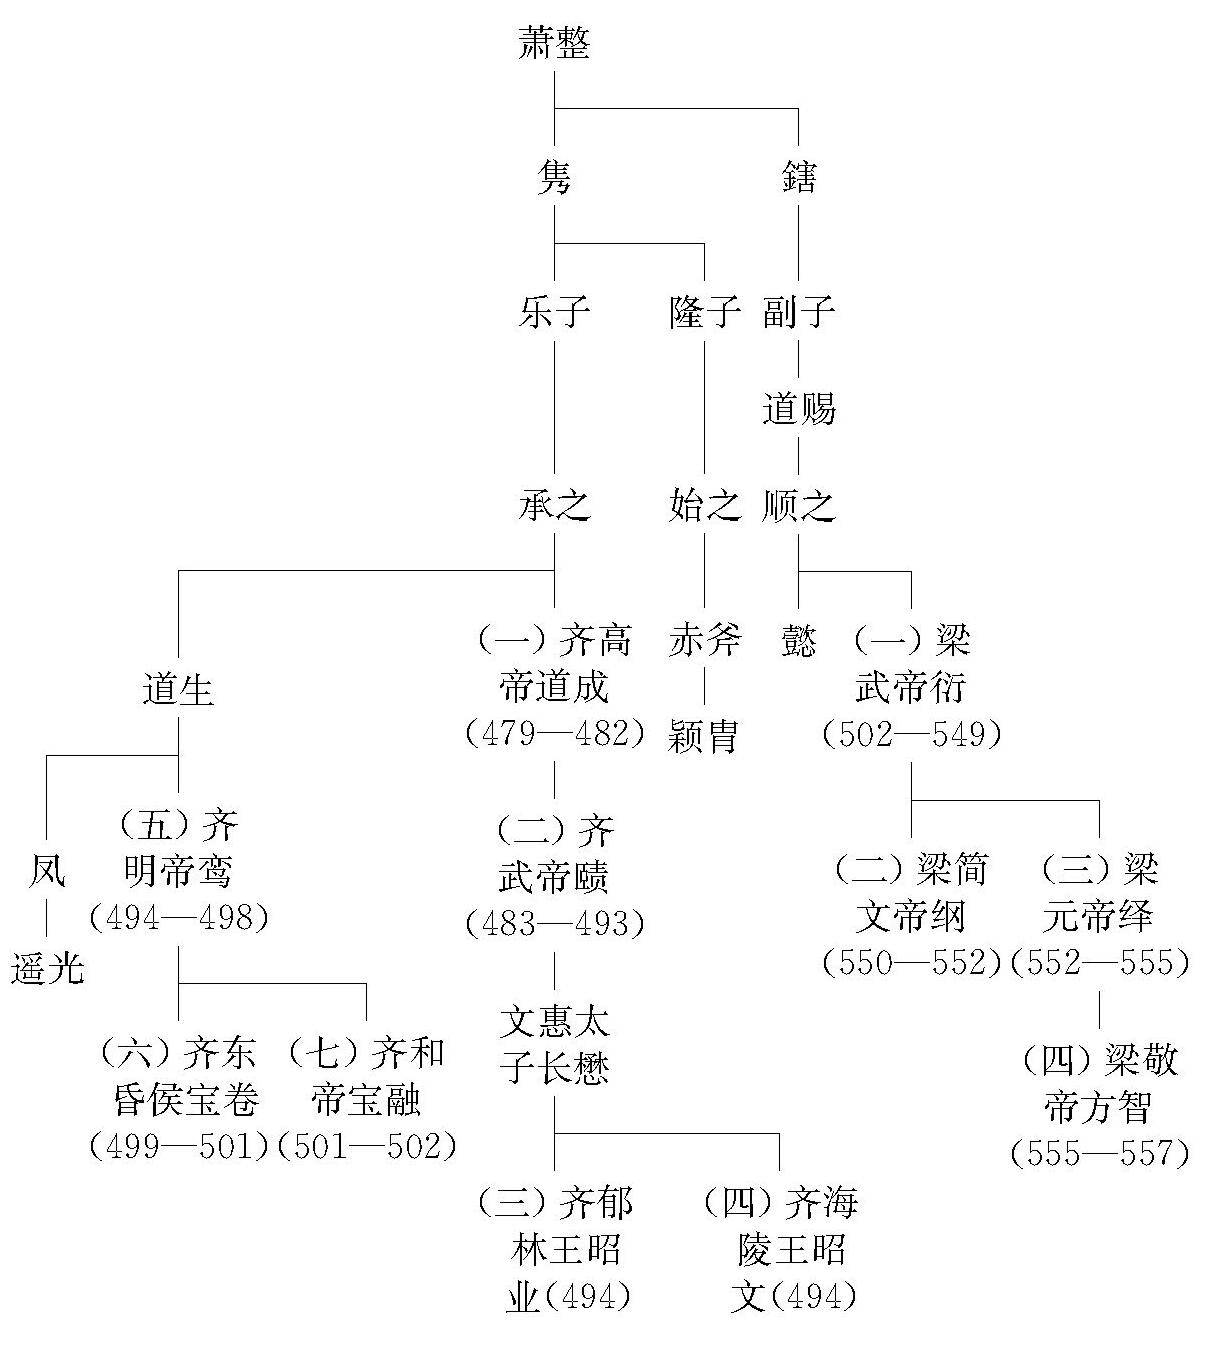 萧整
隽
鎋
乐子
隆子
副子
道赐
承之
始之
顺之
（一）齐高
帝道成
(479—482)
赤斧
懿
（一）梁
武帝衍
(502—549)
道生
颖胄
（五）齐
明帝鸾
(494—498)
凤
遥光
（二）齐
武帝赜
(483—493)
（二）梁简
文帝纲
(550—552)
（三）梁
元帝绎
(552—555)
（六）齐东
昏侯宝卷
(499—501)
（七）齐和
帝宝融
(501—502)
文惠太
子长懋
（四）梁敬
帝方智
(555—557)
（三）齐郁
林王昭
业(494)
（四）齐海
陵王昭
文(494)